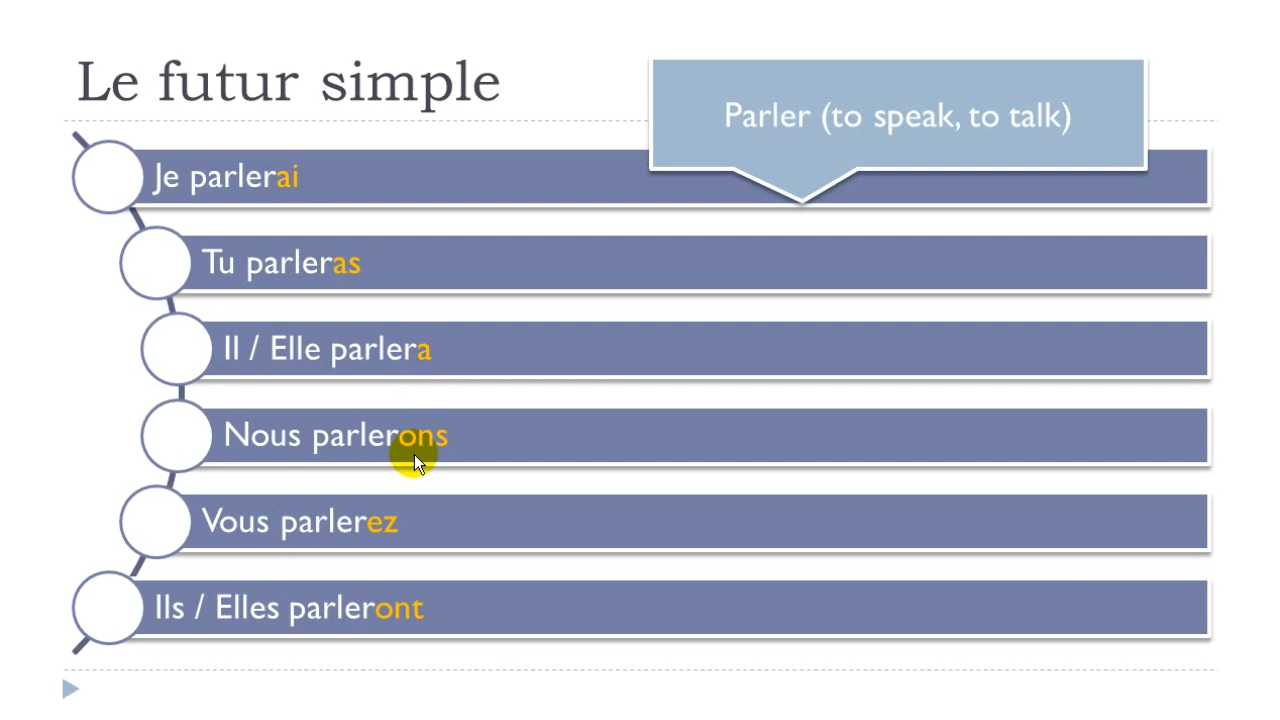 Le futur simple
Parler (to speak, to talk)
Je parlerai
Tu parleras
Il / Elle parlera
Nous parlerons
Vous parlerez
Ils / Elles parleront